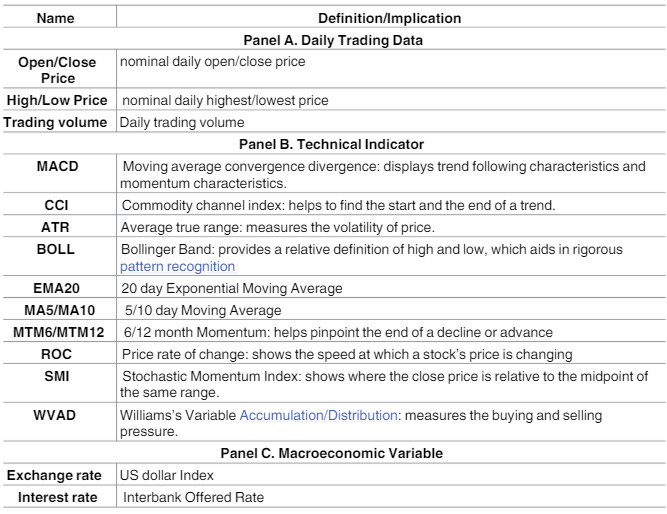 Name Definition/Implication
Panel A. Daily Trading Data
Open/Close nominal daily open/close price
Price
High/Low Price nominal daily highest/lowest price
Trading volume Daily trading volume
Panel B. Technical Indicator
MACD Moving average convergence divergence: displays trend following characteristics and
momentum characteristics.
CCI Commodity channel index: helps to find the start and the end of a trend.
ATR Average true range: measures the volatility of price.
BOLL Bollinger Band: provides a relative definition of high and low, which aids in rigorous
pattern recognition
EMA20 20 day Exponential Moving Average
MA5/MA10 5/10 day Moving Average
MTM6/MTM12 6/12 month Momentum: helps pinpoint the end of a decline or advance
ROC Price rate of change: shows the speed at which a stock's price is changing
SMI Stochastic Momentum Index: shows where the close price is relative to the midpoint of
the same range.
WVAD Williams's Variable Accumulation/Distribution: measures the buying and selling
pressure.
Panel C. Macroeconomic Variable
Exchange rate US dollar Index
Interest rate Interbank Offered Rate